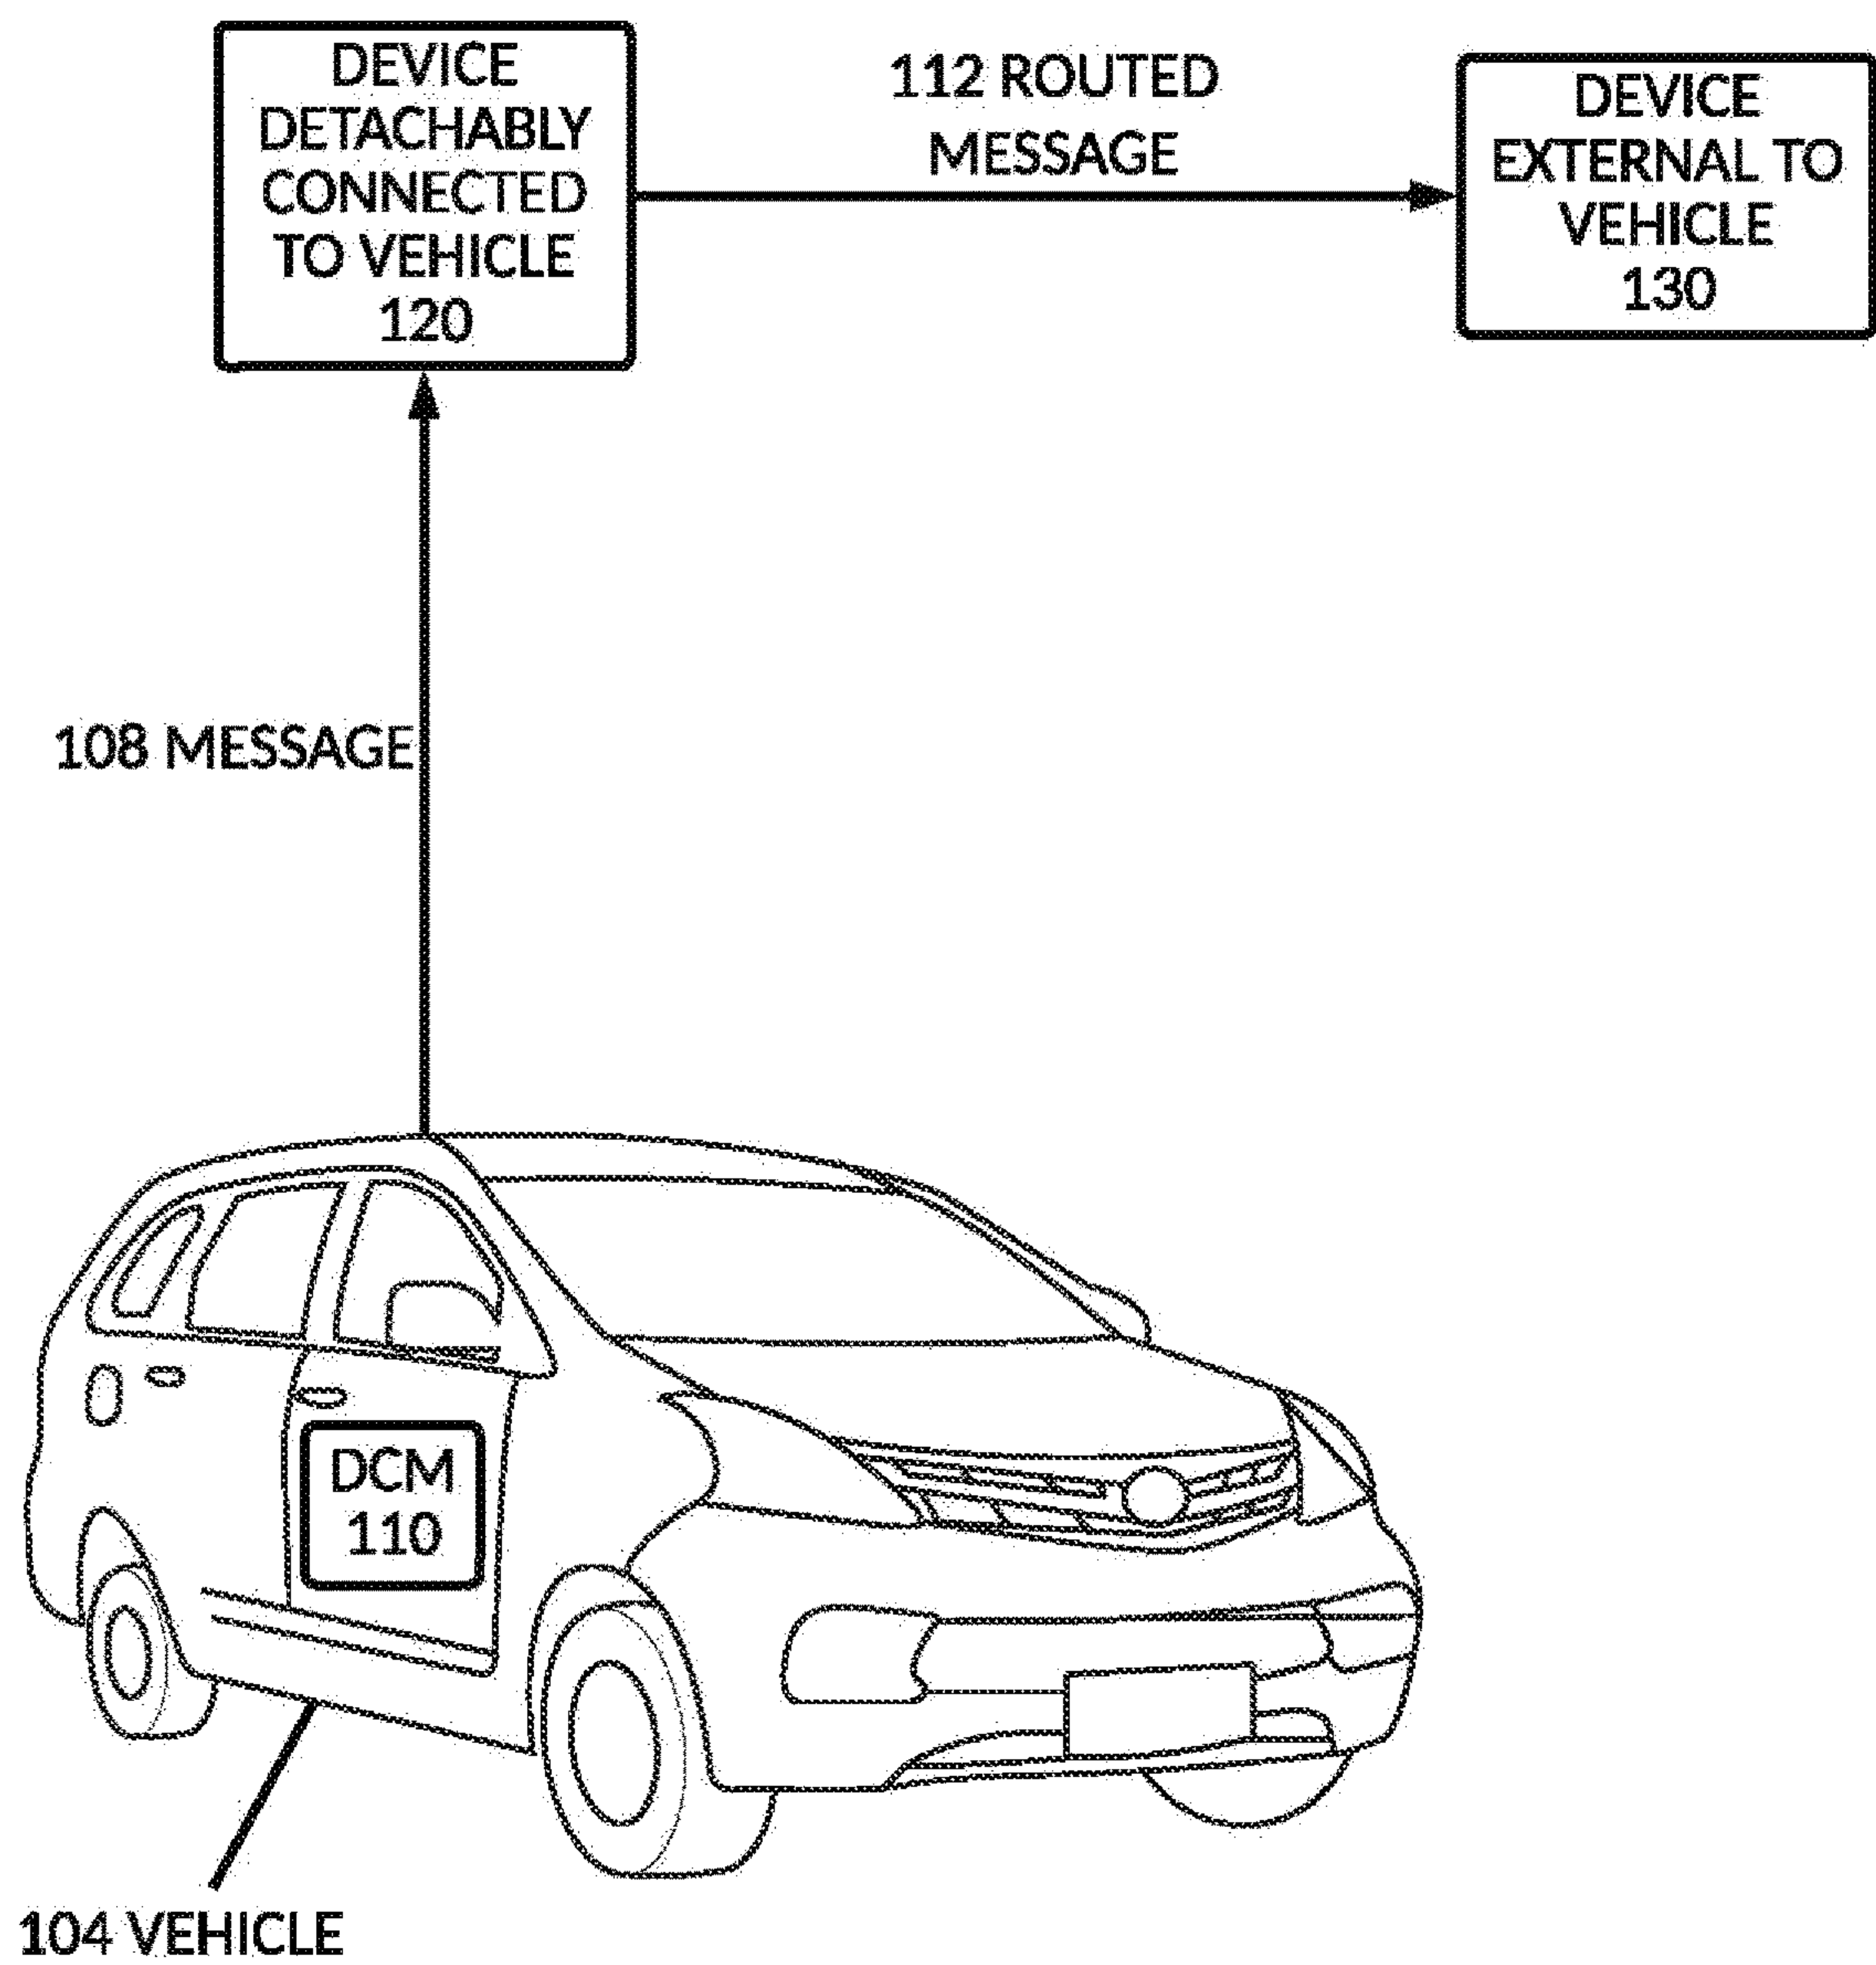 DEVICE
DETACHABLY
CONNECTED
TO VEHICLE
120
112 ROUTED
MESSAGE
DEVICE
EXTERNAL TO
VEHICLE
130
108 MESSAGE
DCM
110
104 VEHICLE